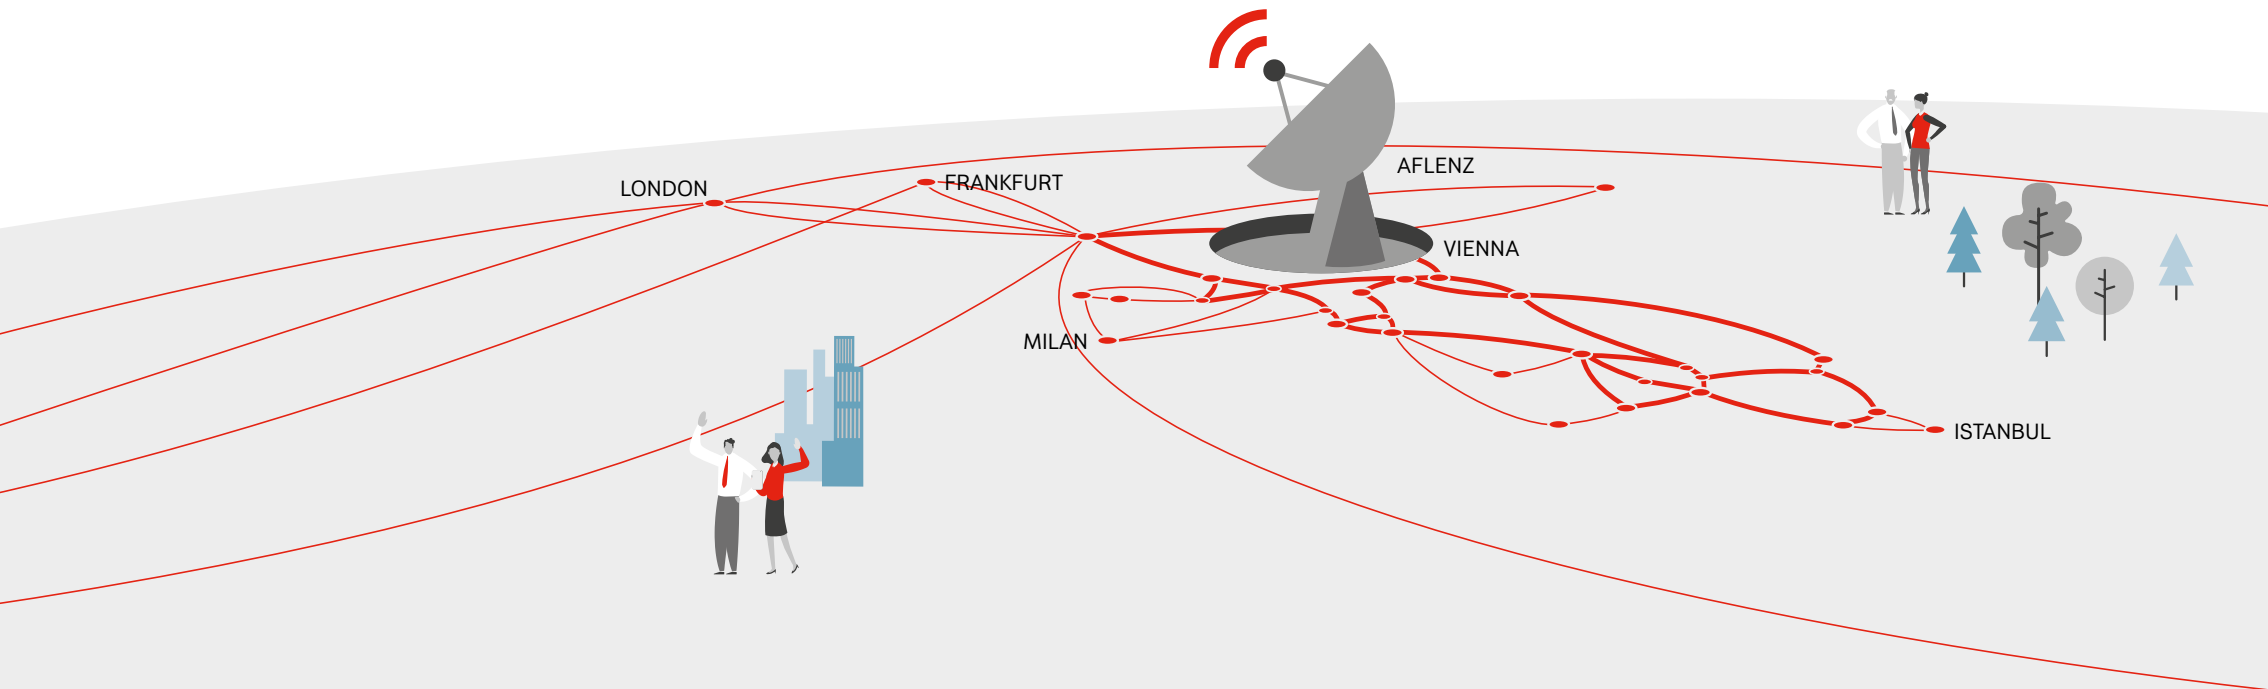 AFLENZ
FRANKFURT
LONDON
VIENNA
MILAN
ISTANBUL